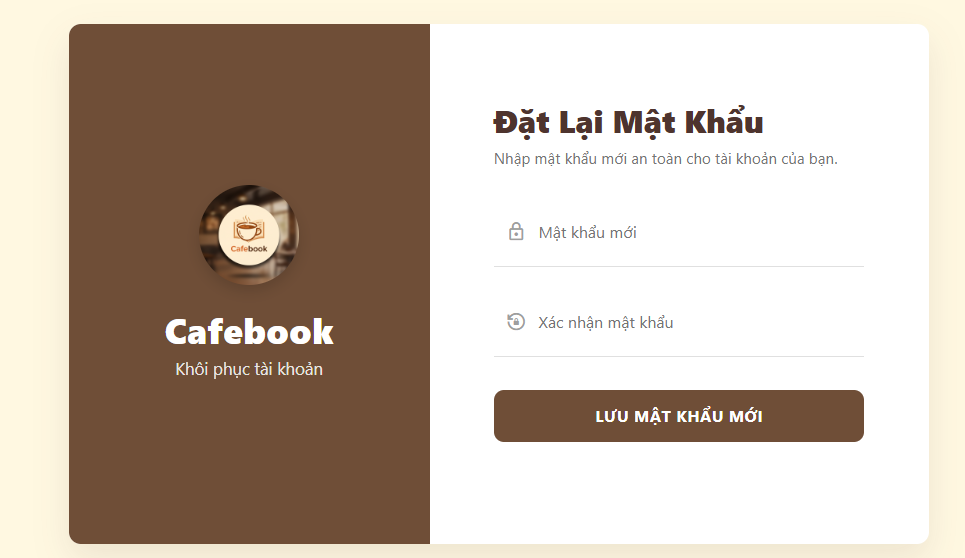 Cafebook
Cafebook
Khôi phục tài khoản
Đặt Lại Mật Khẩu
Nhập mật khẩu mới an toàn cho tài khoản của bạn.
Mật khẩu mới
Xác nhận mật khẩu
LƯU MẬT KHẨU MỚI